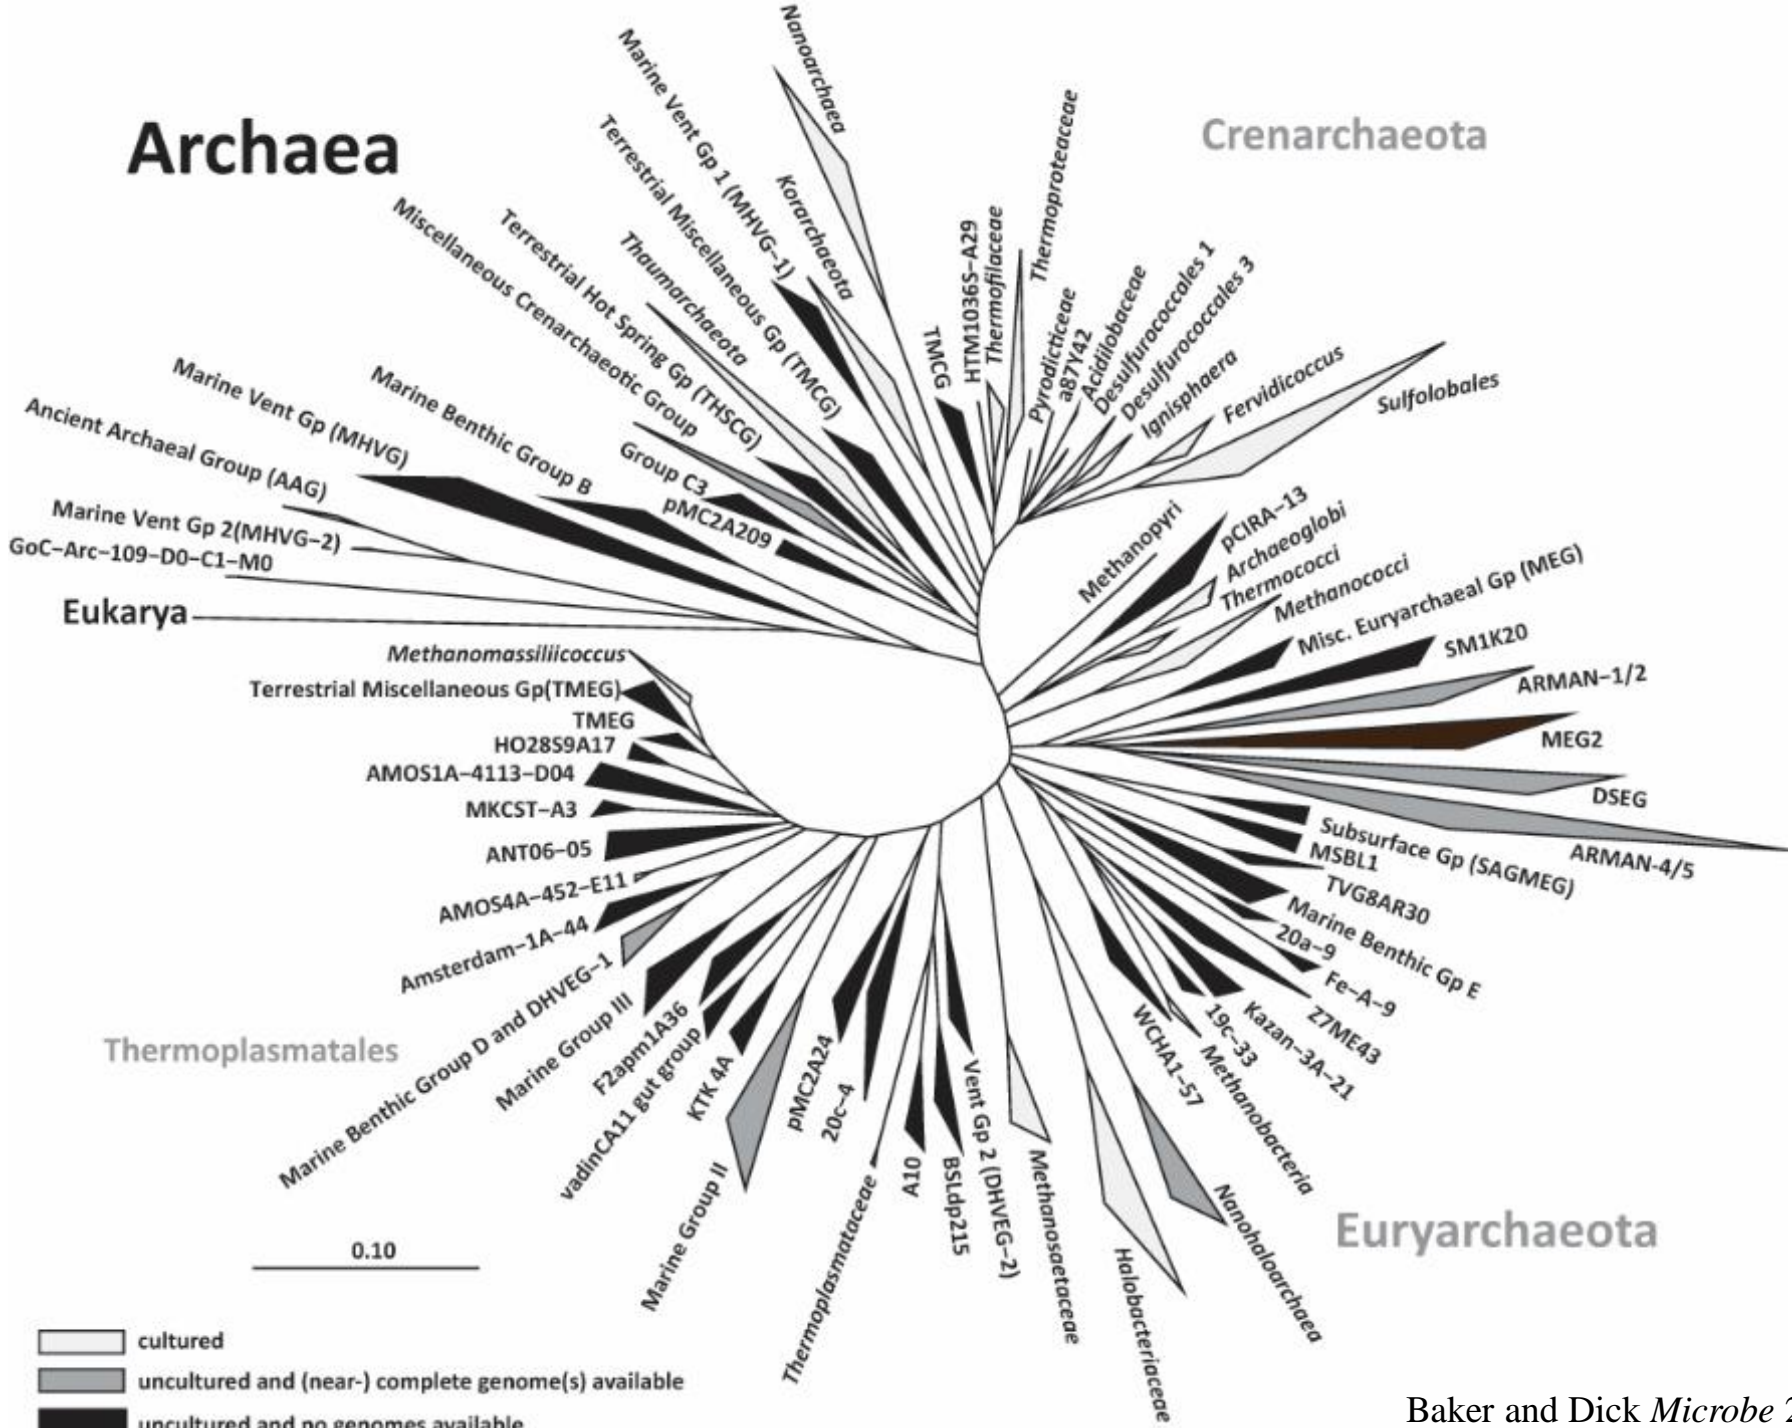 Archaea
Crenarchaeota
Nanoarchaea
Marine Vent Gp 1 (MHVG–1)
Korarchaeota
Terrestrial Miscellaneous Gp (TMCG)
Thaumarchaeota
Terrestrial Hot Spring Gp (THSCG)
Miscellaneous Crenarchaeotic Group
Group C3
pMC2A209
Marine Benthic Group B
Marine Vent Gp (MHVG)
Ancient Archaeal Group (AAG)
Marine Vent Gp 2(MHVG–2)
GoC–Arc–109–D0–C1–M0
Eukarya
TMCG
HTM1036S–A29
Thermofilaceae
Thermoproteaceae
Pyrodicticeae
a87Y42
Acidilobaceae
Desulfurococcales 1
Desulfurococcales 3
Ignisphaera
Fervidicoccus
Sulfolobales
Methanopyri
pCIRA–13
Archaeoglobi
Thermococci
Methanococci
Misc. Euryarchaeal Gp (MEG)
SM1K20
ARMAN–1/2
MEG2
DSEG
ARMAN-4/5
Subsurface Gp (SAGMEG)
MSBL1
TVG8AR30
Marine Benthic Gp E
20a–9
Fe–A–9
Z7ME43
Kazan–3A–21
19c–33
Methanobacteria
WCHA1–57
Nanohaloarchaea
Halobacteriaceae
Methanosaetaceae
Vent Gp 2 (DHVEG–2)
BSLdp215
A10
Thermoplasmataceae
20c–4
pMC2A24
Marine Group II
KTK 4A
vadinCA11 gut group
F2apm1A36
Marine Group III
Marine Benthic Group D and DHVEG–1
Amsterdam–1A–44
AMOS4A–452–E11
ANT06–05
MKCST–A3
AMOS1A–4113–D04
HO28S9A17
TMEG
Terrestrial Miscellaneous Gp(TMEG)
Methanomassiliicoccus
Thermoplasmatales
Euryarchaeota
0.10
cultured
uncultured and (near-) complete genome(s) available
uncultured and no genomes available
Baker and Dick Microbe